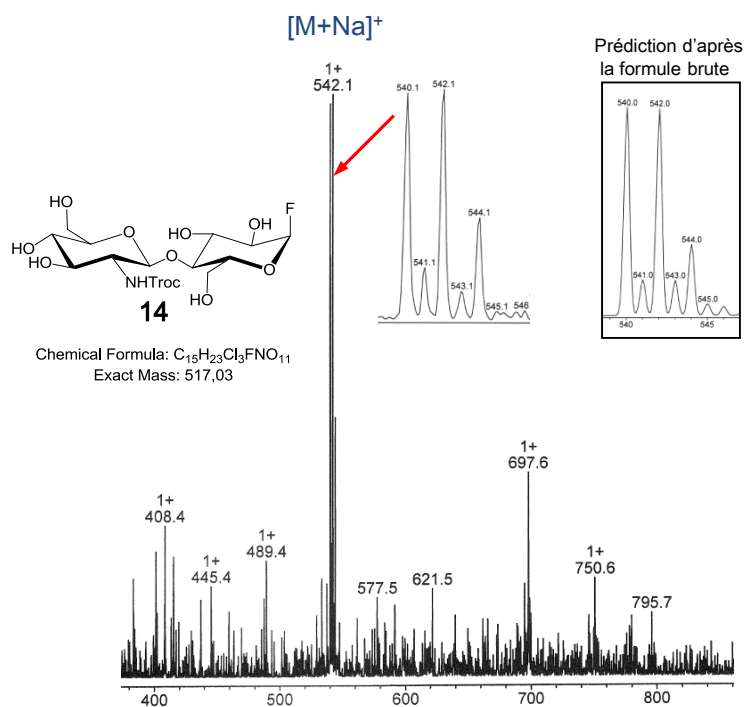 [M+Na]⁺
Prédiction d'après
la formule brute
1+
542.1
540.1
542.1
544.1
541.1
543.1
545.1
546
540.0
542.0
544.0
541.0
543.0
545.0
540
545
HO
HO
HO
O
NHTroc
O
HO
OH
F
O
HO
14
Chemical Formula: C₁₅H₂₃Cl₃FNO₁₁
Exact Mass: 517,03
1+
408.4
1+
445.4
1+
489.4
577.5
621.5
1+
697.6
1+
750.6
795.7
400
500
600
700
800